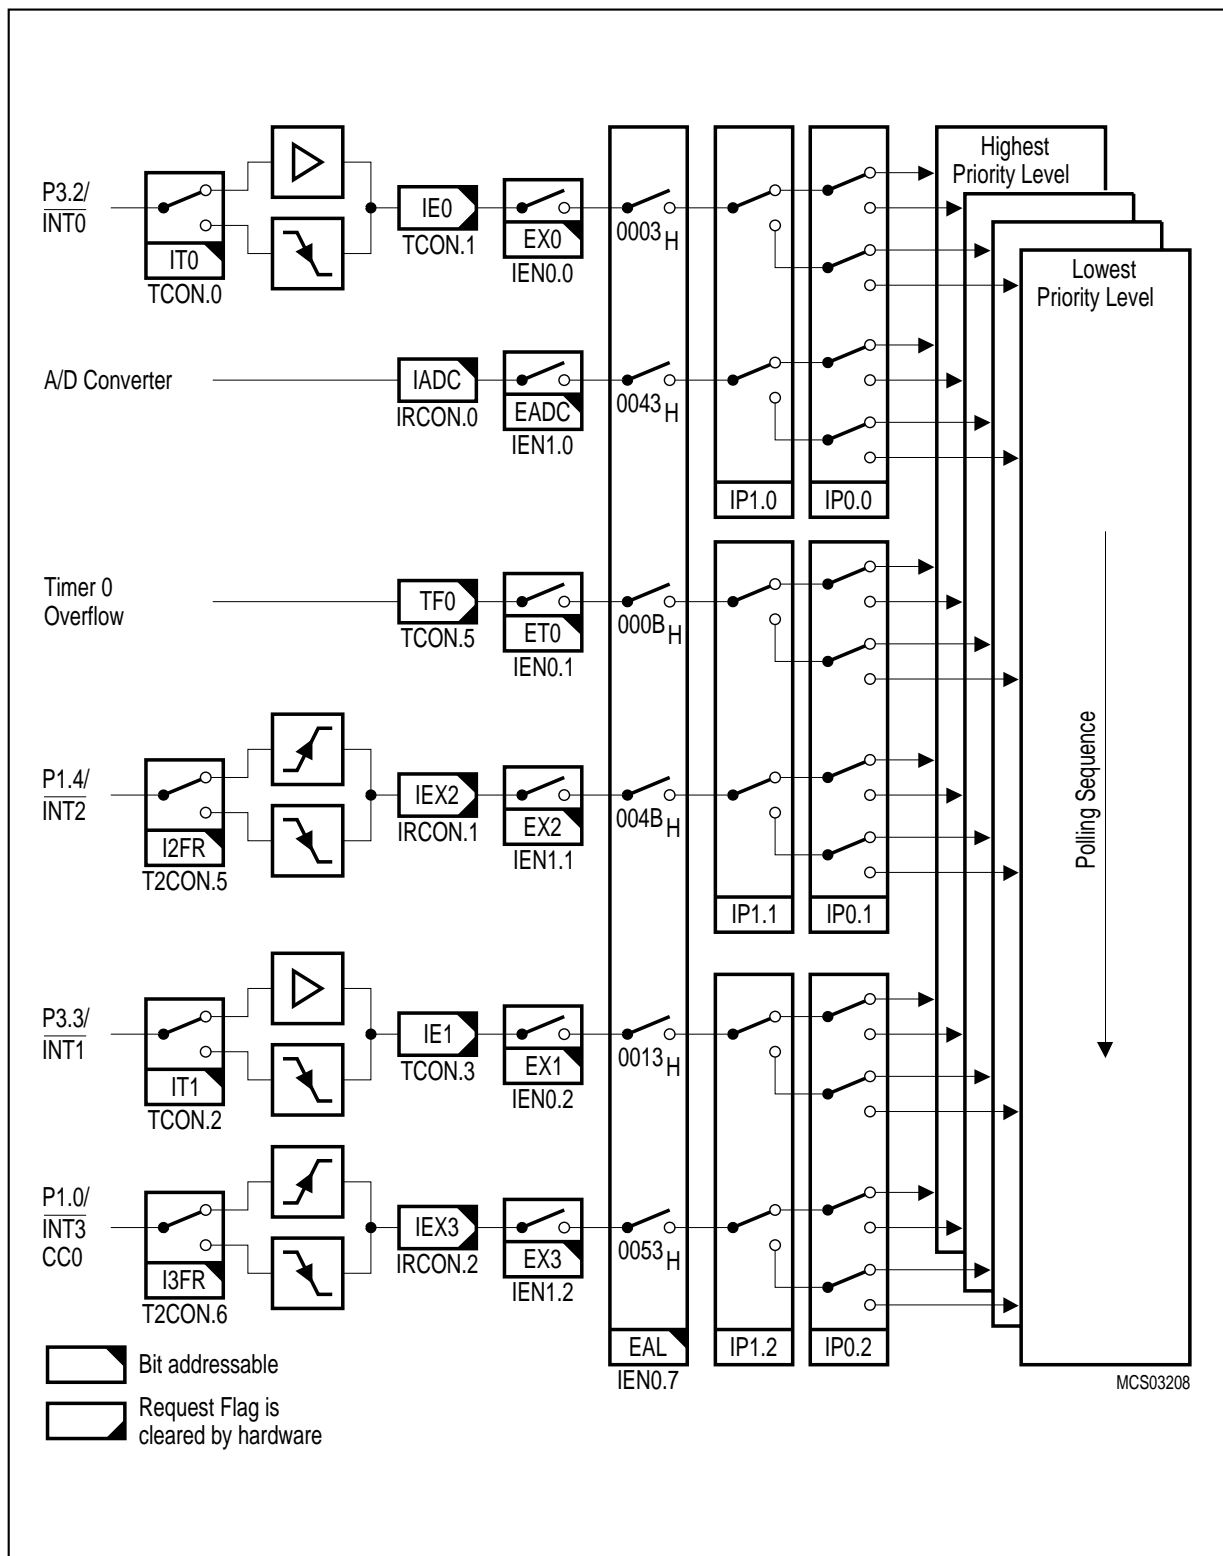 Highest
Priority Level
P3.2/
INT0
IT0
TCON.0
IE0
TCON.1
EX0
IEN0.0
0003H
Lowest
Priority Level
A/D Converter
IADC
IRCON.0
EADC
IEN1.0
0043H
IP1.0
IP0.0
Timer 0
Overflow
TF0
TCON.5
ET0
IEN0.1
000BH
P1.4/
INT2
I2FR
T2CON.5
IEX2
IRCON.1
EX2
IEN1.1
004BH
IP1.1
IP0.1
Polling Sequence
P3.3/
INT1
IT1
TCON.2
IE1
TCON.3
EX1
IEN0.2
0013H
P1.0/
INT3
CC0
I3FR
T2CON.6
IEX3
IRCON.2
EX3
IEN1.2
0053H
EAL
IEN0.7
IP1.2
IP0.2
MCS03208
Bit addressable
Request Flag is
cleared by hardware